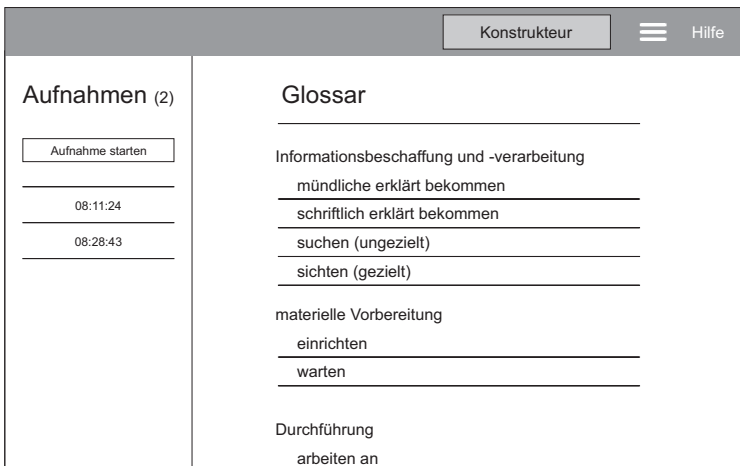 Konstrukteur
Hilfe
Aufnahmen (2)
Aufnahme starten
08:11:24
08:28:43
Glossar
Informationsbeschaffung und -verarbeitung
mündliche erklärt bekommen
schriftlich erklärt bekommen
suchen (ungezielt)
sichten (gezielt)
materielle Vorbereitung
einrichten
warten
Durchführung
arbeiten an